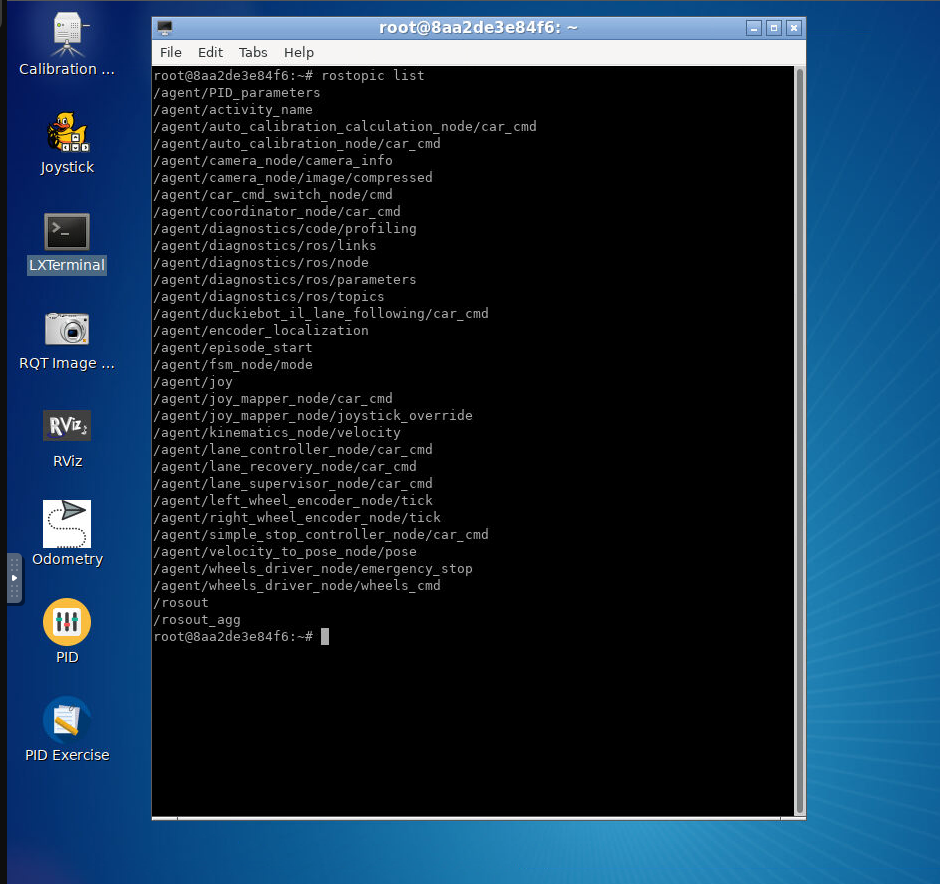 Calibration ...
Joystick
LXTerminal
RQT Image ...
RViz
RViz
Odometry
PID
PID Exercise
root@8aa2de3e84f6: ~
File Edit Tabs Help
root@8aa2de3e84f6:~# rostopic list
/agent/PID_parameters
/agent/activity_name
/agent/auto_calibration_calculation_node/car_cmd
/agent/auto_calibration_node/car_cmd
/agent/camera_node/camera_info
/agent/camera_node/image/compressed
/agent/car_cmd_switch_node/cmd
/agent/coordinator_node/car_cmd
/agent/diagnostics/code/profiling
/agent/diagnostics/ros/links
/agent/diagnostics/ros/node
/agent/diagnostics/ros/parameters
/agent/diagnostics/ros/topics
/agent/duckiebot_il_lane_following/car_cmd
/agent/encoder_localization
/agent/episode_start
/agent/fsm_node/mode
/agent/joy
/agent/joy_mapper_node/car_cmd
/agent/joy_mapper_node/joystick_override
/agent/kinematics_node/velocity
/agent/lane_controller_node/car_cmd
/agent/lane_recovery_node/car_cmd
/agent/lane_supervisor_node/car_cmd
/agent/left_wheel_encoder_node/tick
/agent/right_wheel_encoder_node/tick
/agent/simple_stop_controller_node/car_cmd
/agent/velocity_to_pose_node/pose
/agent/wheels_driver_node/emergency_stop
/agent/wheels_driver_node/wheels_cmd
/rosout
/rosout_agg
root@8aa2de3e84f6:~#